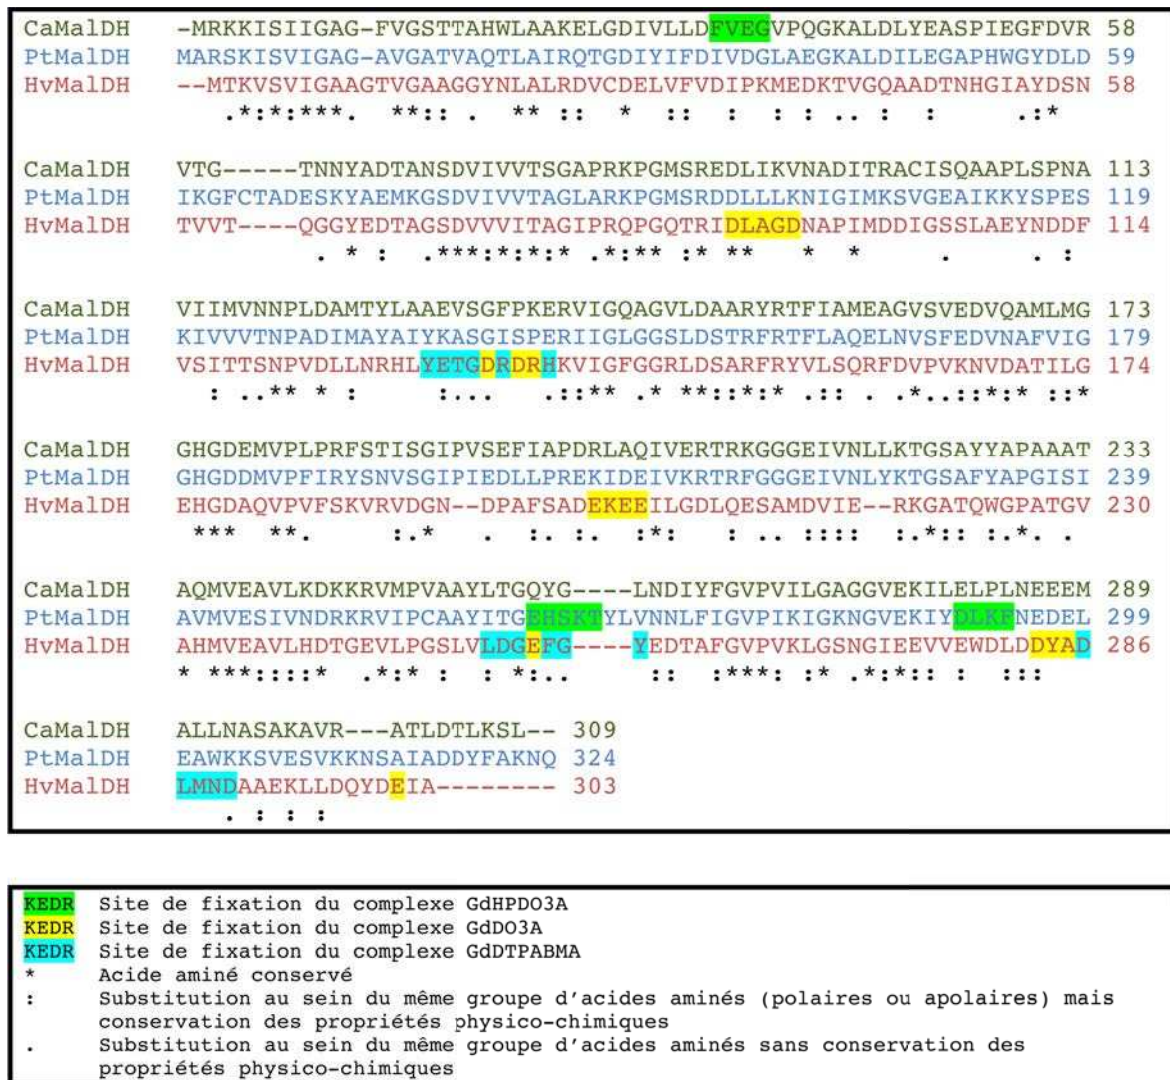 CaMalDH -MRKKISIIGAG-FVGSTTAHWLAAKELGDIVLLDFVEGVPQGKALDLYEASPIEGFDVR 58
PtMalDH MARSKISVIGAG-AVGATVAQTLAIRQTGDIYIFDIVDGLAEGKALDILEGAPHWGYDLD 59
HvMalDH --MTKVSVIGAAGTVGAAGGYNLALRDVCDELVFVDIPKMEDKTVGQAADTNHGIAYDSN 58
.*:*:***. **:: . ** :: * :: : : : .. : : .:*
CaMalDH VTG-----TNNYADTANSDVIVVTSGAPRKPGMSREDLIKVNADITRACISQAAPLSPNA 113
PtMalDH IKGFCTADESKYAEMKGSDVIVVTAGLARKPGMSRDDLLLKNIGIMKSVGEAIKKYSPES 119
HvMalDH TVVT----QGGYEDTAGSDVVVITAGIPRQPGQTRIDLAGDNAPIMDDIGSSLAEYNDDF 114
. * : .***:*:*:* .*:** :* ** * * . . :
CaMalDH VIIMVNNPLDAMTYLAAEVSGFPKERVIGQAGVLDAARYRTFIAMEAGVSVEDVQAMLMG 173
PtMalDH KIVVVTNPADIMAYAIYKASGISPERIIGLGGSLDSTRFRTFLAQELNVSFEDVNAFVIG 179
HvMalDH VSITTSNPVDLLNRHLYETGDRDRHKVIGFGGRLDSARFRYVLSQRFDVPVKNVDATILG 174
: ..** * : :... .::** .* **::*:* .:: . .*..::*:* ::*
CaMalDH GHGDEMVPLPRFSTISGIPVSEFIAPDRLAQIVERTRKGGGEIVNLLKTGSAYYAPAAAT 233
PtMalDH GHGDDMVPFIRYSNVSGIPIEDLLPREKIDEIVKRTRFGGGEIVNLYKTGSAFYAPGISI 239
HvMalDH EHGDAQVPVFSKVRVDGN--DPAFSADEKEEILGDLQESAMDVIE--RKGATQWGPATGV 230
*** **. :.* . :. :. :*: : .. :::: :.*:: :.*. .
CaMalDH AQMVEAVLKDKKRVMPVAAYLTGQYG----LNDIYFGVPVILGAGGVEKILELPLNEEEM 289
PtMalDH AVMVESIVNDRKRVIPCAAYITGEHSKTYLVNNLFIGVPIKIGKNGVEKIYDLKFNEDEL 299
HvMalDH AHMVEAVLHDTGEVLPGSLVLDGEFG----YEDTAFGVPVKLGSNGIEEVVEWDLDDYAD 286
* ***::::* .*:* : : *:.. :: :***: :* .*:*:: : :::
CaMalDH ALLNASAKAVR---ATLDTLKSL-- 309
PtMalDH EAWKKSVESVKKNSAIADDYFAKNQ 324
HvMalDH LMNDAAEKLLDQYDEIA-------- 303
. : : :
KEDR Site de fixation du complexe GdHPDO3A
KEDR Site de fixation du complexe GdDO3A
KEDR Site de fixation du complexe GdDTPABMA
* Acide aminé conservé
: Substitution au sein du même groupe d'acides aminés (polaires ou apolaires) mais
conservation des propriétés physico-chimiques
. Substitution au sein du même groupe d'acides aminés sans conservation des
propriétés physico-chimiques